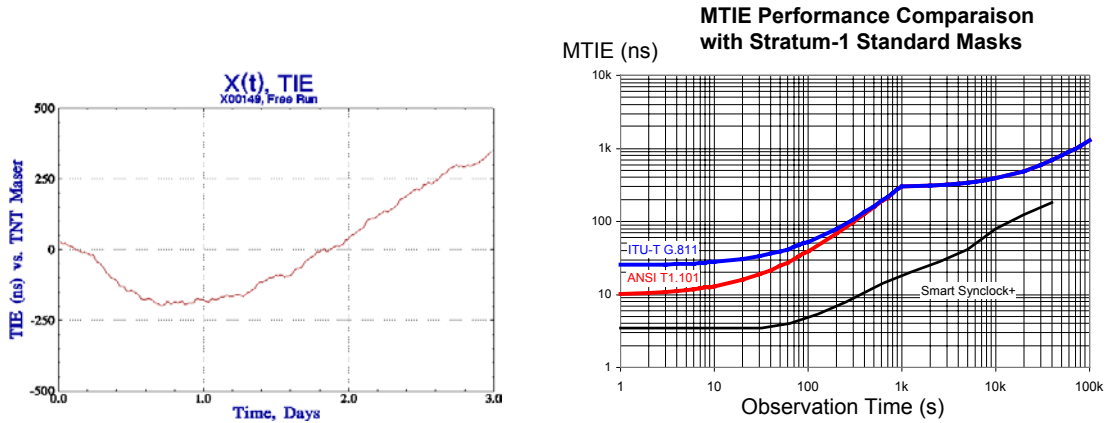 X(t), TIE
X00149, Free Run
TIE (ns) vs. TNT Maser
500
250
0
-250
-500
0.0
1.0
2.0
3.0
Time, Days
MTIE Performance Comparaison
with Stratum-1 Standard Masks
MTIE (ns)
10k
1k
100
10
1
ITU-T G.811
ANSI T1.101
Smart Synclock+
1
10
100
1k
10k
100k
Observation Time (s)